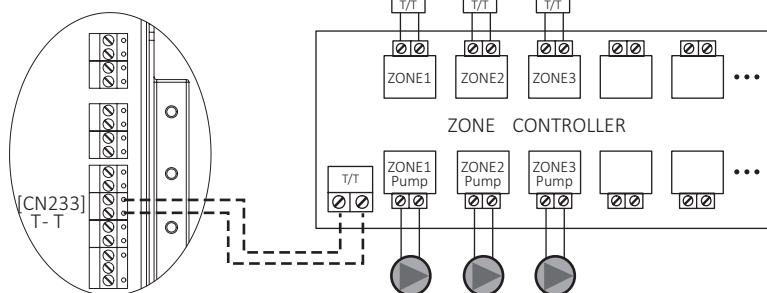 T/T T/T T/T
ZONE1 ZONE2 ZONE3
ZONE CONTROLLER
T/T
ZONE1 ZONE2 ZONE3
Pump Pump Pump
[CN233]
T- T